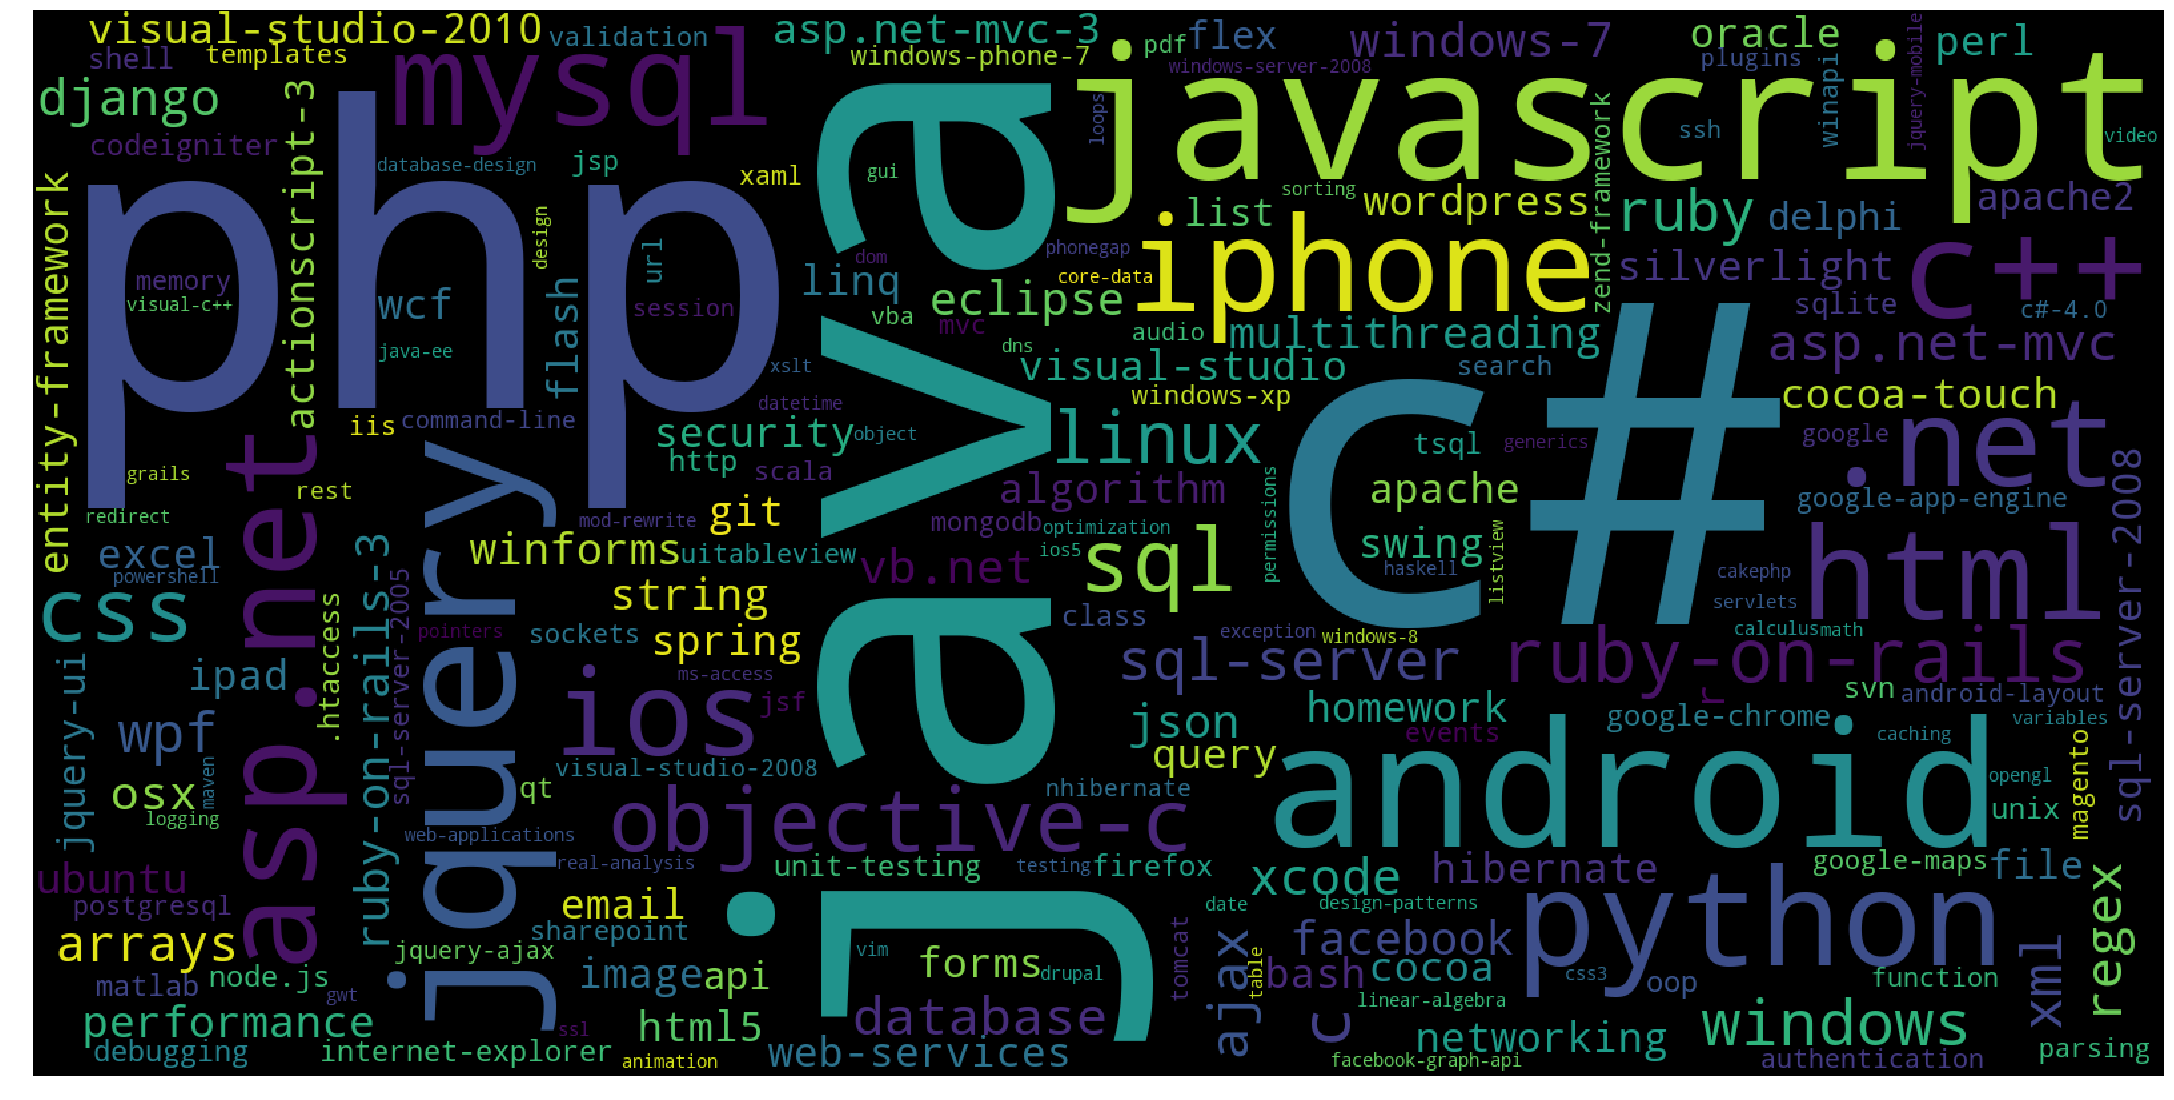 visual-studio-2010
validation
asp.net-mvc-3
pdf
flex
windows-7
oracle
perl
shell
templates
mysql
windows-phone-7
windows-server-2008
plugins
jquery-mobile
django
actionscript-3
javascript
loops
winapi
ssh
video
codeigniter
database-design
jsp
xaml
gui
sorting
wordpress
zend-framework
ruby
delphi
apache2
php
entity-framework
design
url
java
list
iphone
c++
memory
visual-c++
wcf
flash
session
dom
phonegap
linq
core-data
silverlight
eclipse
sqlite
c#-4.0
vba
mvc
audio
multithreading
asp.net-mvc
java-ee
xslt
dns
visual-studio
search
windows-xp
cocoa-touch
datetime
iis
command-line
security
object
linux
c#
tsql
generics
google
.net
http
scala
grails
rest
asp.net
jquery
algorithm
apache
google-app-engine
sql-server-2008
redirect
mod-rewrite
git
mongodb
optimization
permissions
excel
ruby-on-rails-3
winforms
uitableview
ios5
sql
swing
listview
html
powershell
sql-server-2005
vb.net
haskell
cakephp
css
.htaccess
string
class
servlets
pointers
sockets
spring
exception
windows-8
calculus
math
jquery-ui
ipad
ms-access
sql-server
ruby-on-rails
ios
jsf
r
svn
android-layout
wpf
json
homework
google-chrome
variables
events
caching
query
android
magento
osx
maven
visual-studio-2008
qt
nhibernate
opengl
logging
objective-c
unix
web-applications
ubuntu
real-analysis
unit-testing
testing
firefox
xcode
hibernate
google-maps
file
regex
postgresql
email
date
design-patterns
python
arrays
sharepoint
jquery-ajax
vim
forms
drupal
tomcat
ajax
table
facebook
matlab
node.js
image
api
bash
cocoa
css3
oop
function
xml
gwt
linear-algebra
performance
ssl
html5
database
c
networking
windows
debugging
internet-explorer
animation
web-services
facebook-graph-api
authentication
parsing